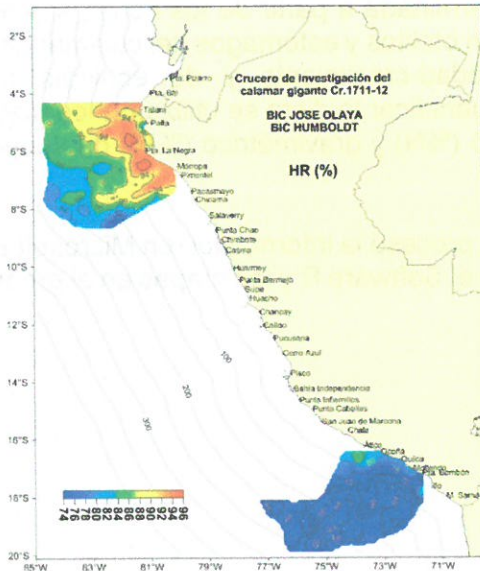 1°S
2°S
4°S
6°S
8°S
10°S
12°S
14°S
16°S
18°S
20°S
Crucero de investigación del
calamar gigante Cr.1711-12
BIC JOSE OLAYA
BIC HUMBOLDT
HR (%)
Talara
Paita
Pta. La Negra
Mórropa
Pimentel
Pacasmayo
Chicama
Salaverry
Punta Chao
Chimbote
Casma
Huarmey
Punta Bermejo
Supe
Huacho
Chancay
Callao
Pucusana
Cerro Azul
Pisco
Bahia Independencia
Punta Infiernillos
Punta Caballas
San Juan de Marcona
Chala
Atico
Ocoña
Quilca
Pta. Bombón
Ilo
M. Sama
100
200
300
74 76 78 80 82 84 86 88 90 92 94 96
85°W 83°W 81°W 79°W 77°W 75°W 73°W 71°W